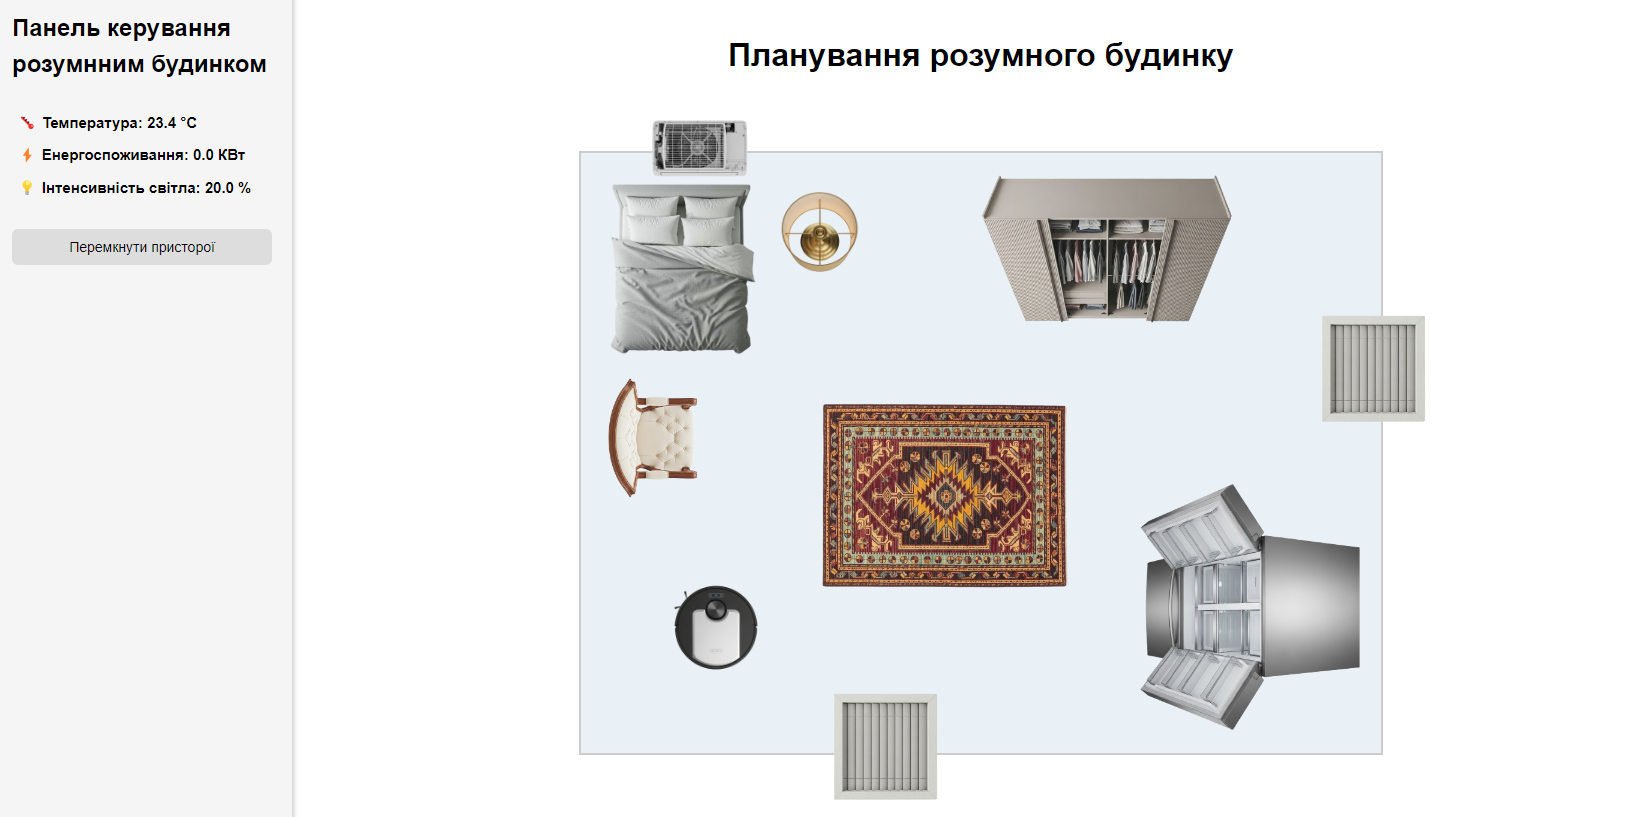 Панель керування
розумнним будинком
Температура: 23.4 °C
Енергоспоживання: 0.0 КВт
Інтенсивність світла: 20.0 %
Перемкнути присторої
Планування розумного будинку